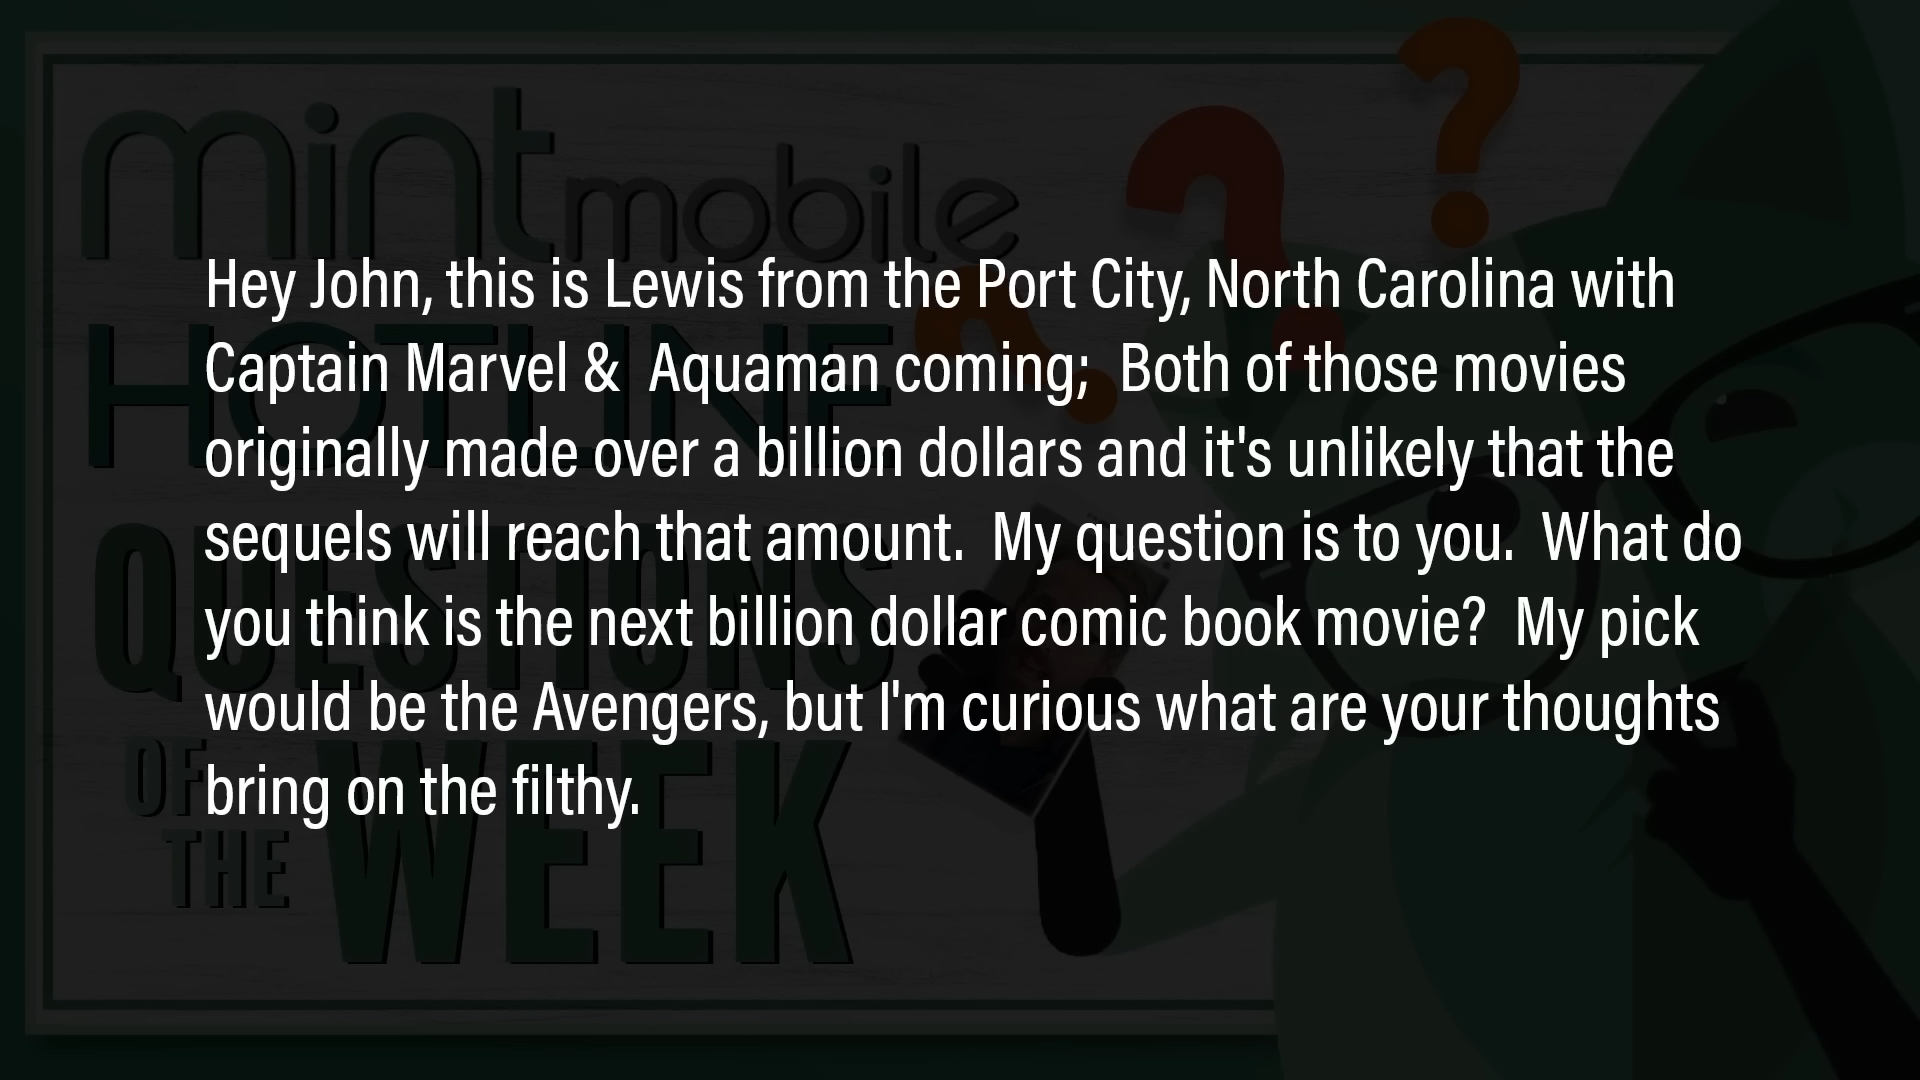 mint mobile
HOTLINE
QUESTIONS
OF THE WEEK
Hey John, this is Lewis from the Port City, North Carolina with
Captain Marvel &  Aquaman coming;  Both of those movies
originally made over a billion dollars and it's unlikely that the
sequels will reach that amount.  My question is to you.  What do
you think is the next billion dollar comic book movie?  My pick
would be the Avengers, but I'm curious what are your thoughts
bring on the filthy.